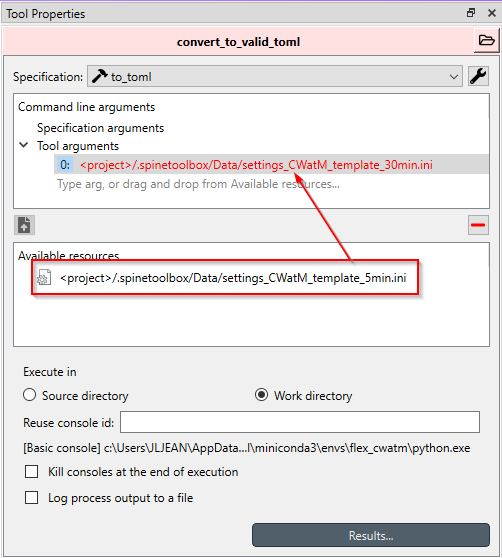 Tool Properties
convert_to_valid_toml
Specification: to_toml
Command line arguments
Specification arguments
Tool arguments
0: <project>/.spinetoolbox/Data/settings_CWatM_template_30min.ini
Type arg, or drag and drop from Available resources...
Available resources
<project>/.spinetoolbox/Data/settings_CWatM_template_5min.ini
Execute in
Source directory Work directory
Reuse console id:
[Basic console] c:\Users\JLJEAN\AppData...l\miniconda3\envs\flex_cwatm\python.exe
Kill consoles at the end of execution
Log process output to a file
Results...